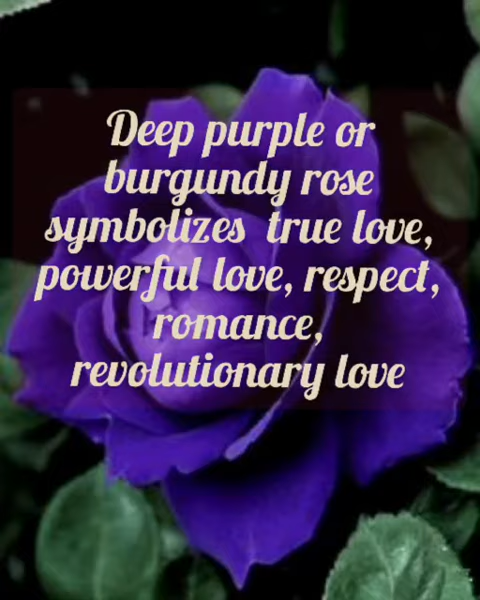 Deep purple or
burgundy rose
symbolizes  true love,
powerful love, respect,
romance,
revolutionary love